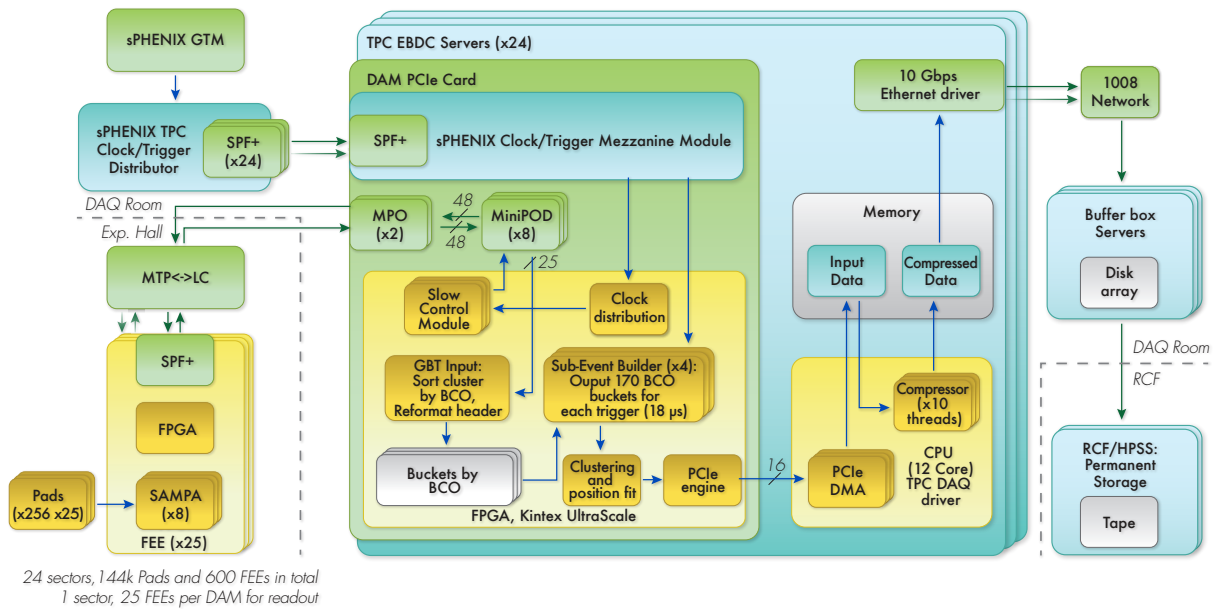 sPHENIX GTM
sPHENIX TPC
Clock/Trigger
Distributor
SPF+
(x24)
DAQ Room
Exp. Hall
MTP<->LC
SPF+
FPGA
Pads
(x256 x25)
SAMPA
(x8)
FEE (x25)
24 sectors, 144k Pads and 600 FEEs in total
1 sector, 25 FEEs per DAM for readout
TPC EBDC Servers (x24)
DAM PCIe Card
SPF+
sPHENIX Clock/Trigger Mezzanine Module
MPO
(x2)
48
48
MiniPOD
(x8)
25
Slow
Control
Module
Clock
distribution
GBT Input:
Sort cluster
by BCO,
Reformat header
Sub-Event Builder (x4):
Ouput 170 BCO
buckets for
each trigger (18 µs)
Buckets by
BCO
Clustering
and
position fit
PCIe
engine
FPGA, Kintex UltraScale
16
10 Gbps
Ethernet driver
Memory
Input
Data
Compressed
Data
Compressor
(x10
threads)
PCIe
DMA
CPU
(12 Core)
TPC DAQ
driver
1008
Network
Buffer box
Servers
Disk
array
DAQ Room
RCF
RCF/HPSS:
Permanent
Storage
Tape